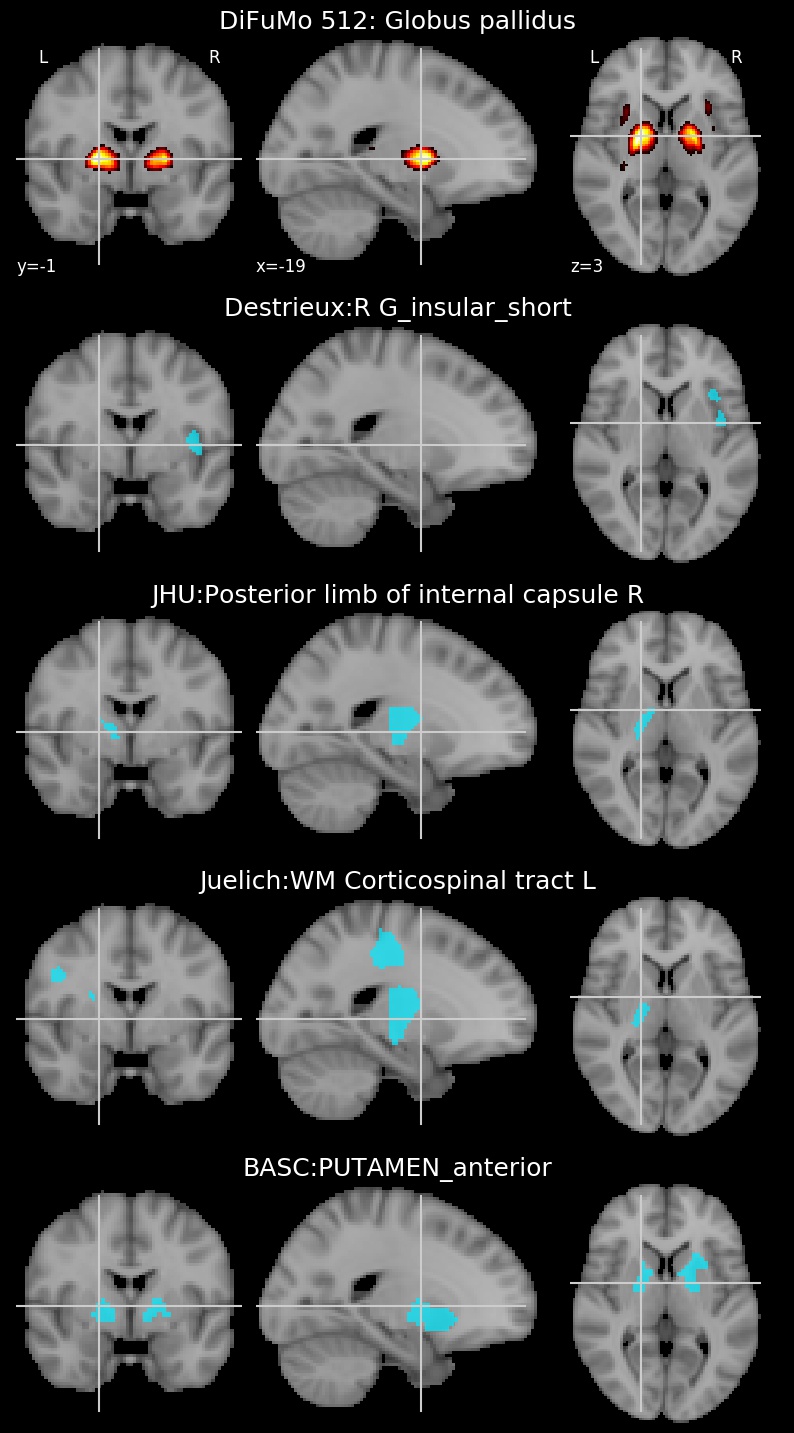 DiFuMo 512: Globus pallidus
L R L R
y=-1 x=-19 z=3
Destrieux:R G_insular_short
JHU:Posterior limb of internal capsule R
Juelich:WM Corticospinal tract L
BASC:PUTAMEN_anterior